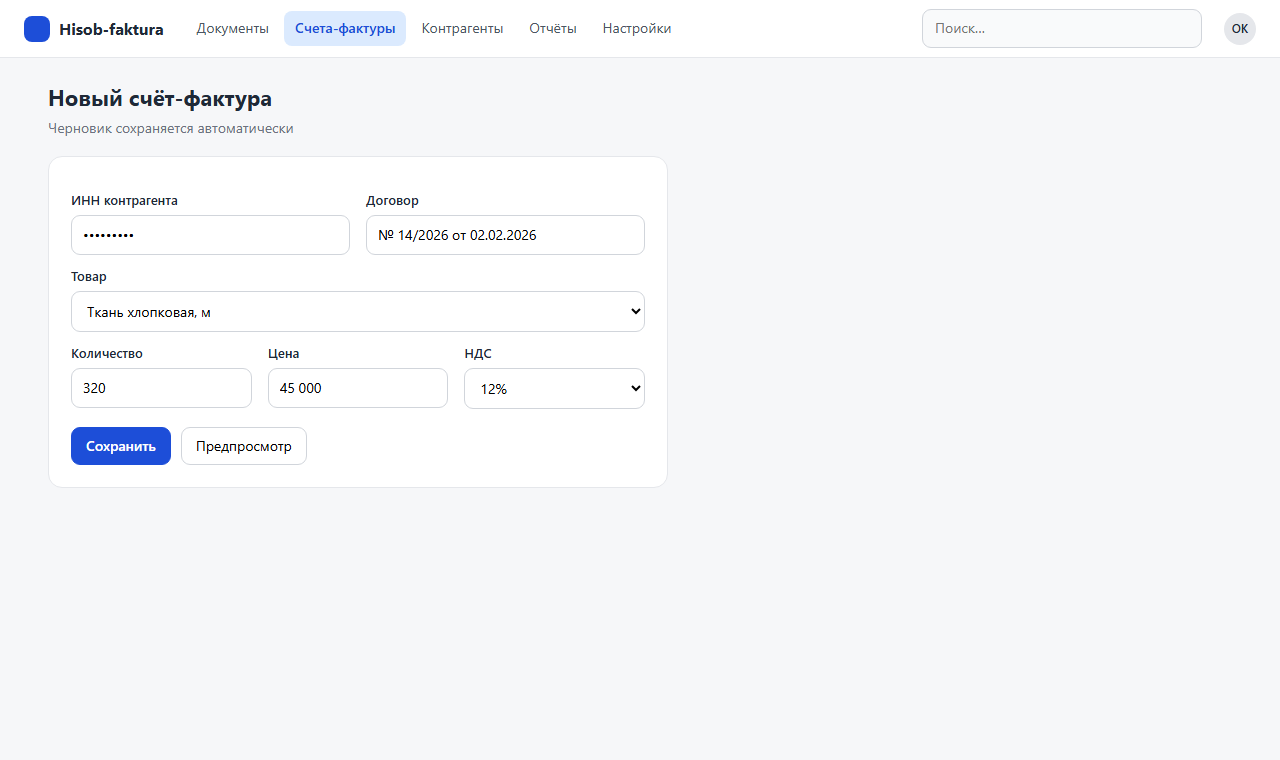 Hisob-faktura
Документы
Счета-фактуры
Контрагенты
Отчёты
Настройки
Поиск...
OK
Новый счёт-фактура
Черновик сохраняется автоматически
ИНН контрагента
Договор
•••••••••
№ 14/2026 от 02.02.2026
Товар
Ткань хлопковая, м
Количество
Цена
НДС
320
45 000
12%
Сохранить
Предпросмотр